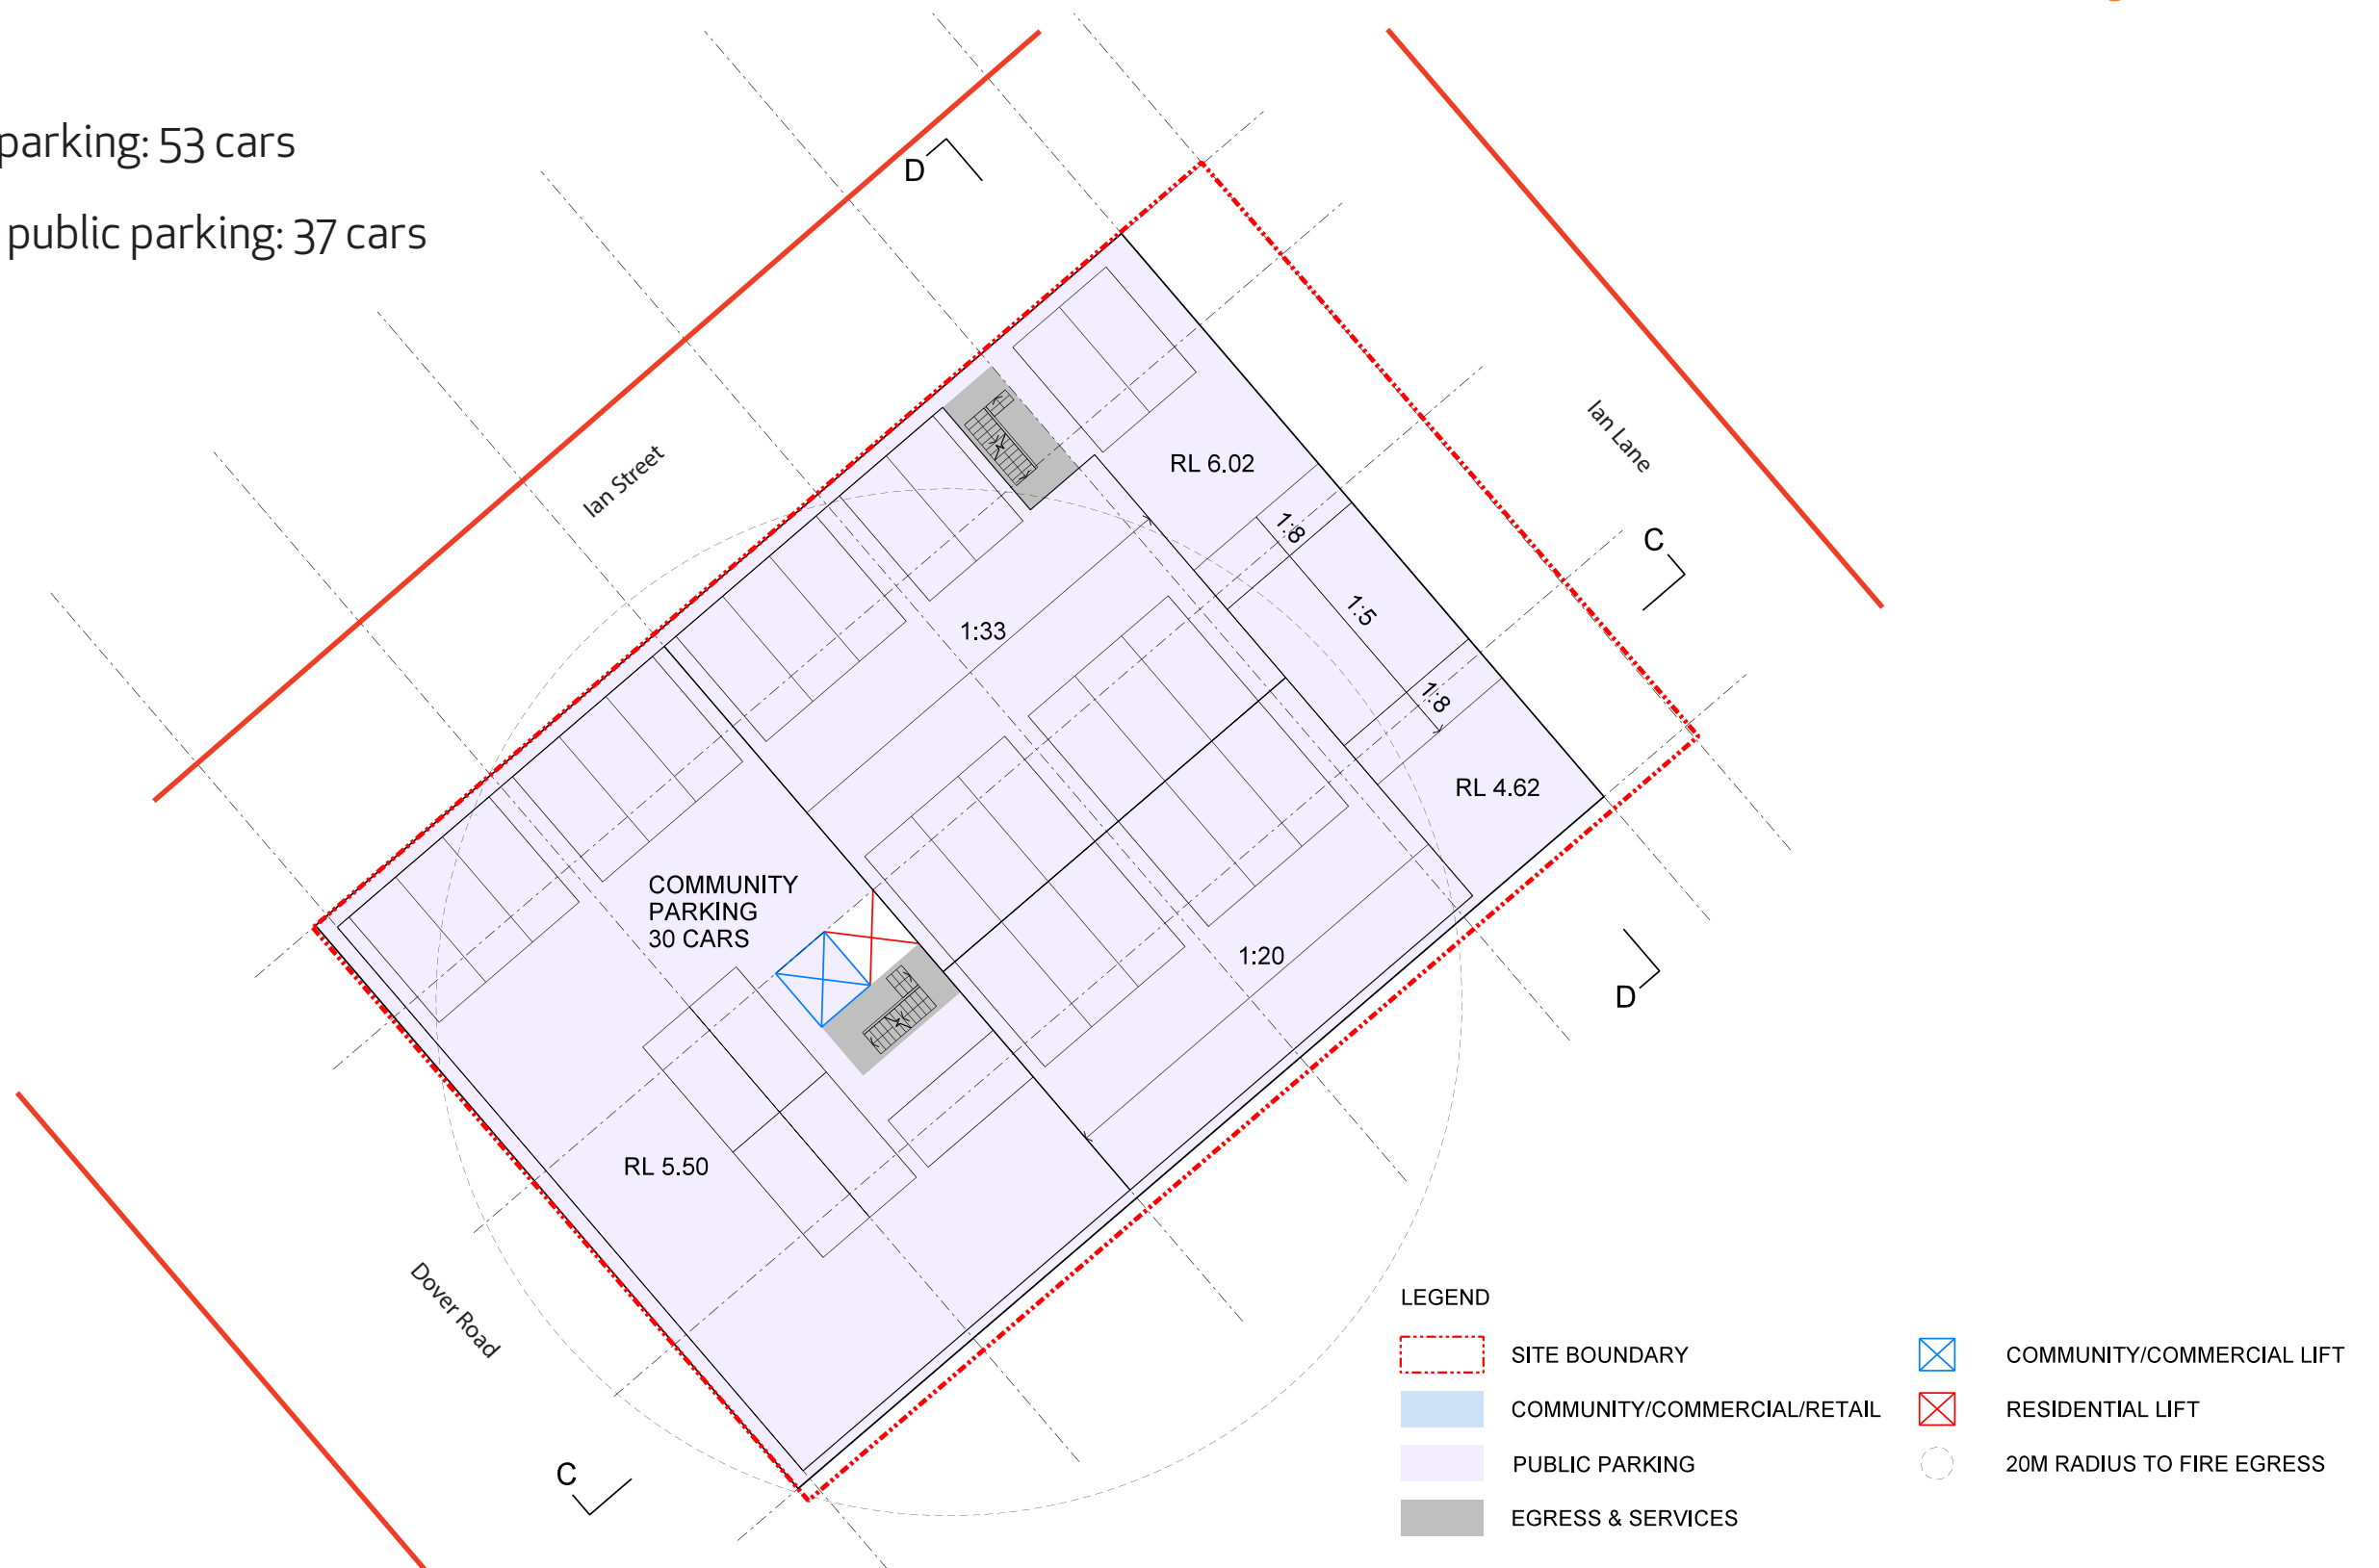 parking: 53 cars
public parking: 37 cars
D
Ian Street
Ian Lane
RL 6.02
C
1:8
1:5
1:33
1:8
RL 4.62
COMMUNITY
PARKING
30 CARS
1:20
D
RL 5.50
Dover Road
C
LEGEND
SITE BOUNDARY
COMMUNITY/COMMERCIAL/RETAIL
PUBLIC PARKING
EGRESS & SERVICES
COMMUNITY/COMMERCIAL LIFT
RESIDENTIAL LIFT
20M RADIUS TO FIRE EGRESS